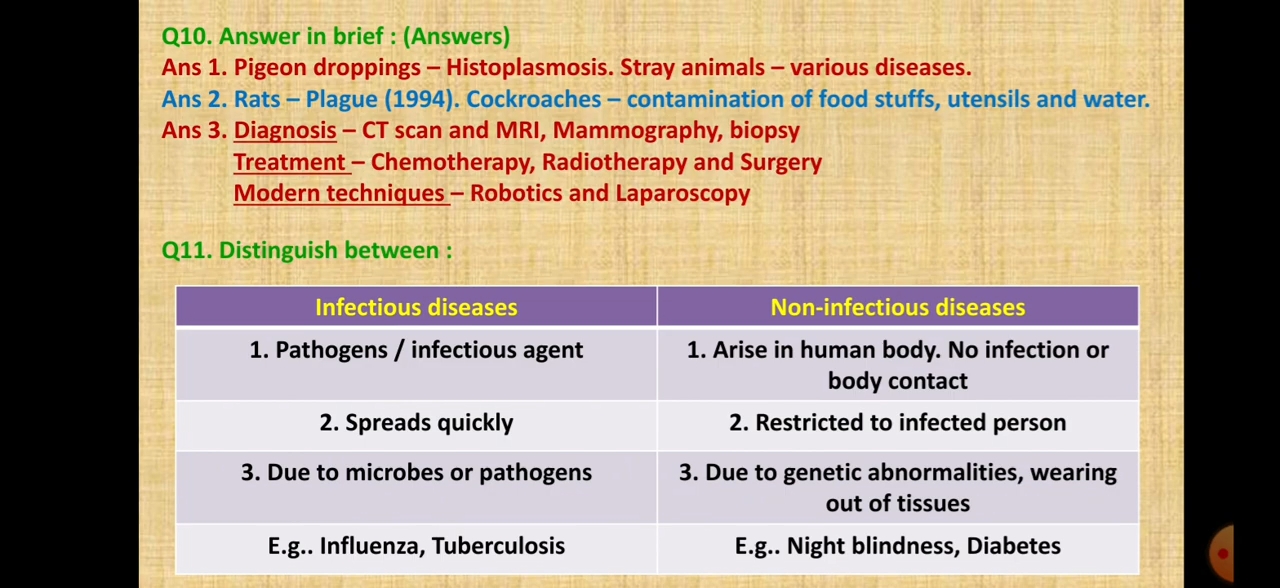 Q10. Answer in brief : (Answers)
Ans 1. Pigeon droppings – Histoplasmosis. Stray animals – various diseases.
Ans 2. Rats – Plague (1994). Cockroaches – contamination of food stuffs, utensils and water.
Ans 3. Diagnosis – CT scan and MRI, Mammography, biopsy
Treatment – Chemotherapy, Radiotherapy and Surgery
Modern techniques – Robotics and Laparoscopy
Q11. Distinguish between :
Infectious diseases
Non-infectious diseases
1. Pathogens / infectious agent
1. Arise in human body. No infection or
body contact
2. Spreads quickly
2. Restricted to infected person
3. Due to microbes or pathogens
3. Due to genetic abnormalities, wearing
out of tissues
E.g.. Influenza, Tuberculosis
E.g.. Night blindness, Diabetes